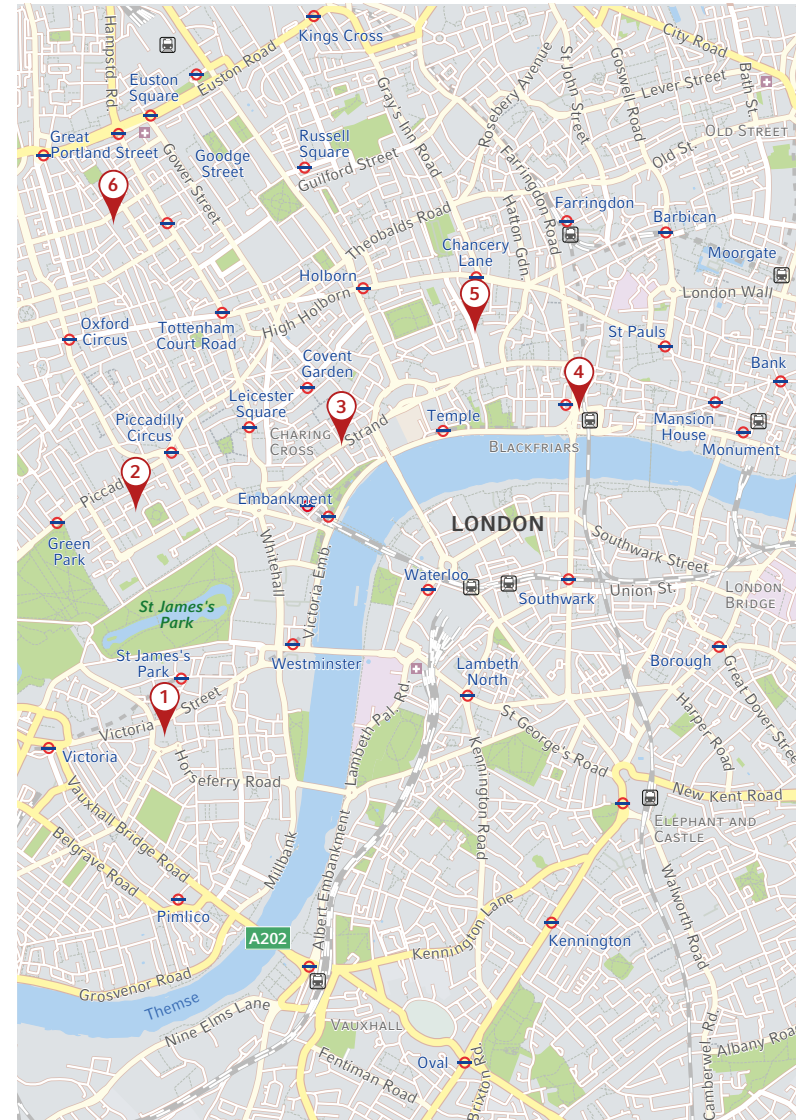 Kings Cross
City Road
Hampstd. Rd.
Euston Road
Euston
Square
Gray's Inn Road
Rosebery Avenue
St John Street
Goswell Road
Lever Street
Bath St.
Great
Portland Street
Gower Street
Goodge
Street
Russell
Square
Guilford Street
OLD STREET
Old St.
6
Farringdon Road
Hatton Gdn.
Theobalds Road
Farringdon
Barbican
Chancery
Lane
Moorgate
Holborn
High Holborn
5
London Wall
Oxford
Circus
Tottenham
Court Road
St Pauls
Covent
Garden
Bank
4
Leicester
Square
3
Strand
Temple
Piccadilly
Circus
CHARING
CROSS
Mansion
House
Monument
BLACKFRIARS
2
Piccad
Embankment
LONDON
Green
Park
Whitehall
Victoria Emb.
Southwark Street
Waterloo
Southwark
Union St.
LONDON
BRIDGE
St James's
Park
St James's
Park
Westminster
Lambeth
North
Borough
Great Dover Stree
1
Victoria Street
Lambeth Pal. Rd.
St George's Road
Harper Road
Victoria
Horseferry Road
Kennington Road
New Kent Road
Vauxhall Bridge Road
Belgrave Road
ELEPHANT AND
CASTLE
Millbank
Albert Embankment
Walworth Road
Pimlico
A202
Kennington Lane
Kennington
Grosvenor Road
Themse
Nine Elms Lane
VAUXHALL
Fentiman Road
Oval
Brixton Rd.
Camberwel. Rd.
Albany Roa